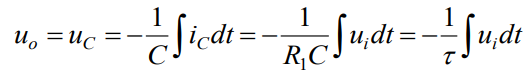 $u_o = u_C = -\frac{1}{C}\int i_C dt = -\frac{1}{R_1 C}\int u_i dt = -\frac{1}{\tau}\int u_i dt$